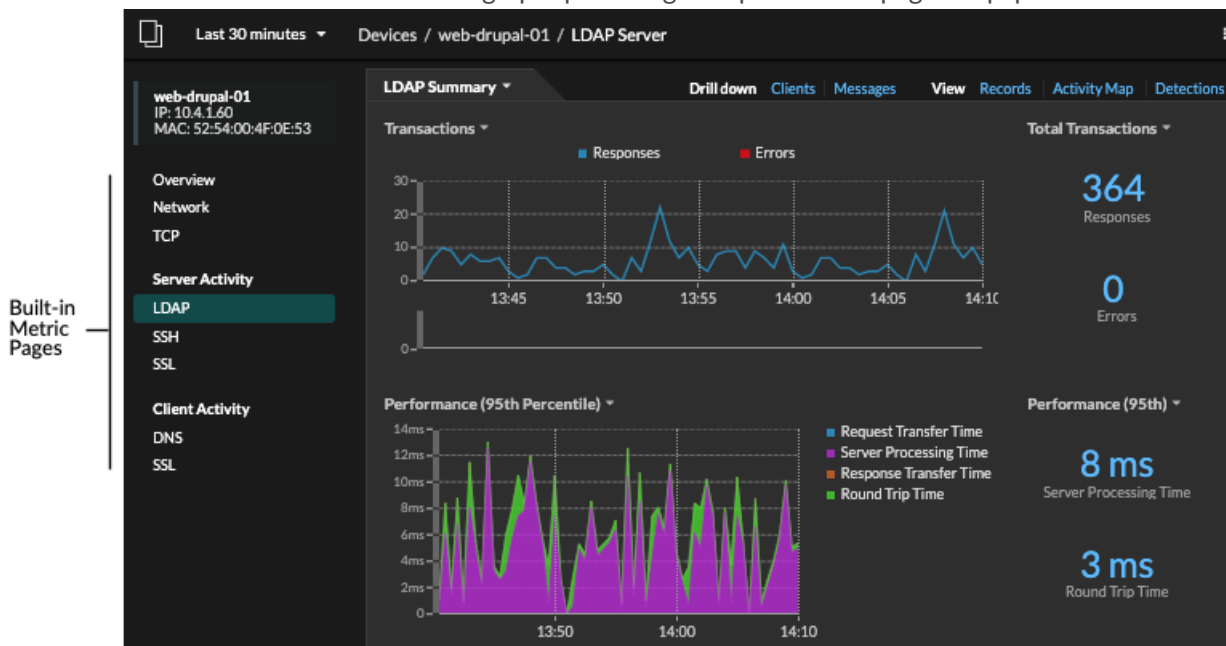 Last 30 minutes
Devices / web-drupal-01 / LDAP Server
web-drupal-01
IP: 10.4.1.60
MAC: 52:54:00:4F:0E:53
Overview
Network
TCP
Server Activity
LDAP
SSH
SSL
Client Activity
DNS
SSL
Built-in
Metric
Pages
LDAP Summary
Drill down Clients Messages View Records Activity Map Detections
Transactions
Responses Errors
30
20
10
0
13:45 13:50 13:55 14:00 14:05 14:10
0
Total Transactions
364
Responses
0
Errors
Performance (95th Percentile)
14ms
12ms
10ms
8ms
6ms
4ms
2ms
0
13:50 14:00 14:10
Request Transfer Time
Server Processing Time
Response Transfer Time
Round Trip Time
Performance (95th)
8 ms
Server Processing Time
3 ms
Round Trip Time